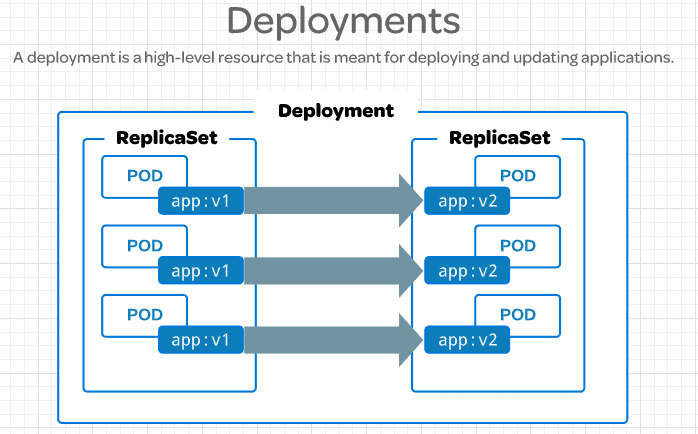 Deployments
A deployment is a high-level resource that is meant for deploying and updating applications.
Deployment
ReplicaSet
ReplicaSet
POD
POD
app:v1
app:v2
POD
POD
app:v1
app:v2
POD
POD
app:v1
app:v2